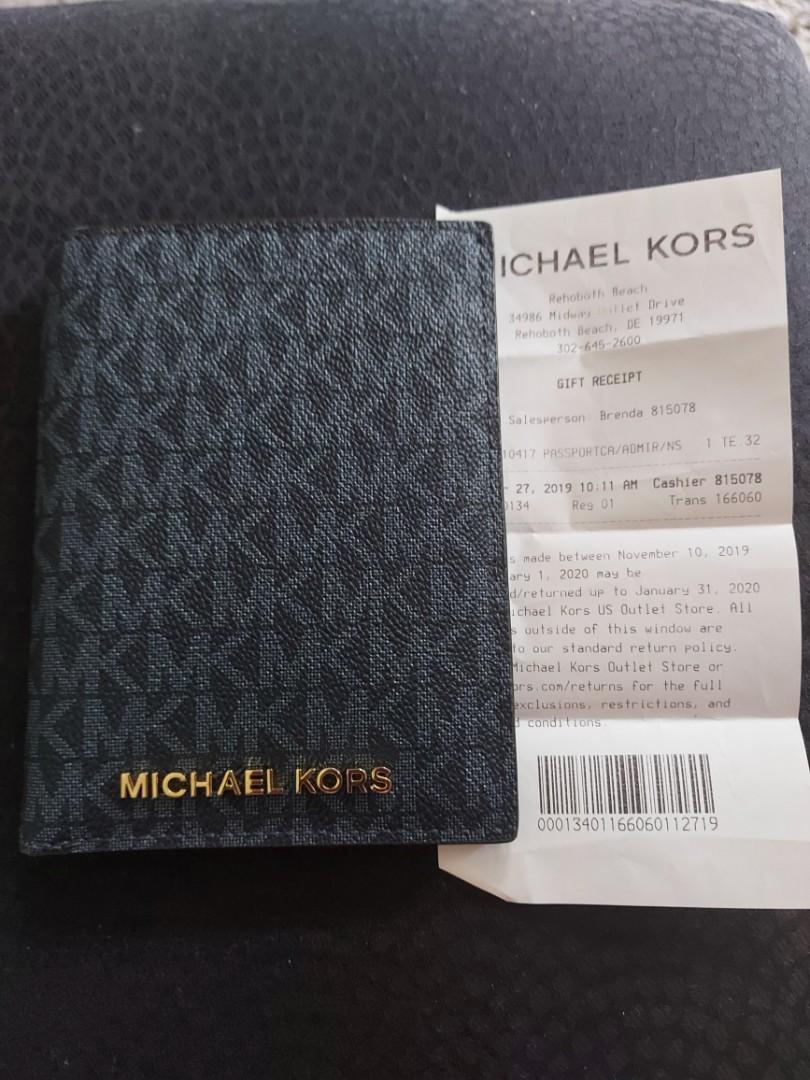 MICHAEL KORS
ICHAEL KORS
Rehoboth Beach
34986 Midway Outlet Drive
Rehoboth Beach, DE 19971
302-645-2600
GIFT RECEIPT
Salesperson: Brenda 815078
10417 PASSPORTCA/ADMIR/NS 1 TE.32
27, 2019 10:11 AM Cashier 815078
0134 Reg 01 Trans 166060
s made between November 10, 2019
ary 1, 2020 may be
d/returned up to January 31, 2020
ichael Kors US Outlet Store. All
s outside of this window are
to our standard return policy.
Michael Kors Outlet Store or
ors.com/returns for the full
exclusions, restrictions, and
d conditions.
0001340116606011 2719